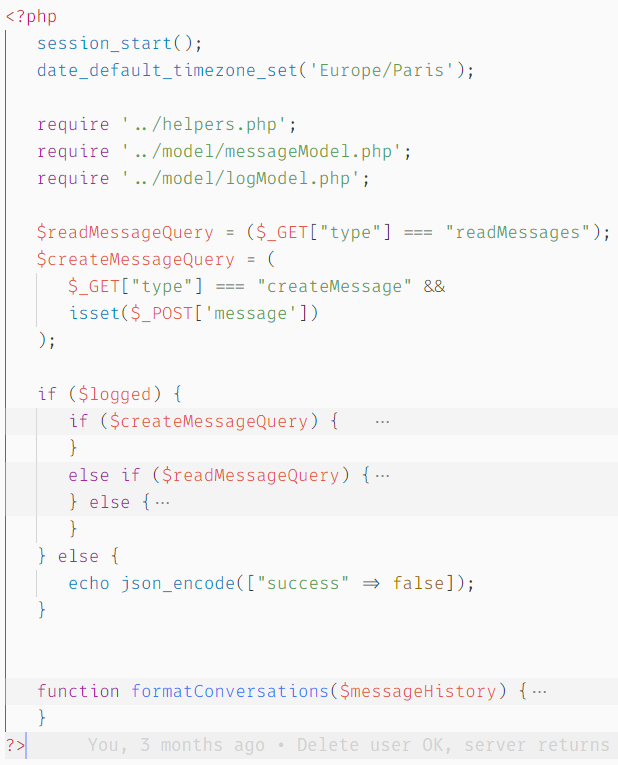 <?php
session_start();
date_default_timezone_set('Europe/Paris');
require '../helpers.php';
require '../model/messageModel.php';
require '../model/logModel.php';
$readMessageQuery = ($_GET["type"] === "readMessages");
$createMessageQuery = (
$_GET["type"] === "createMessage" &&
isset($_POST['message'])
);
if ($logged) {
if ($createMessageQuery) { ...
}
else if ($readMessageQuery) {...
} else {...
}
} else {
echo json_encode(["success" => false]);
}
function formatConversations($messageHistory) {...
}
?> You, 3 months ago • Delete user OK, server returns